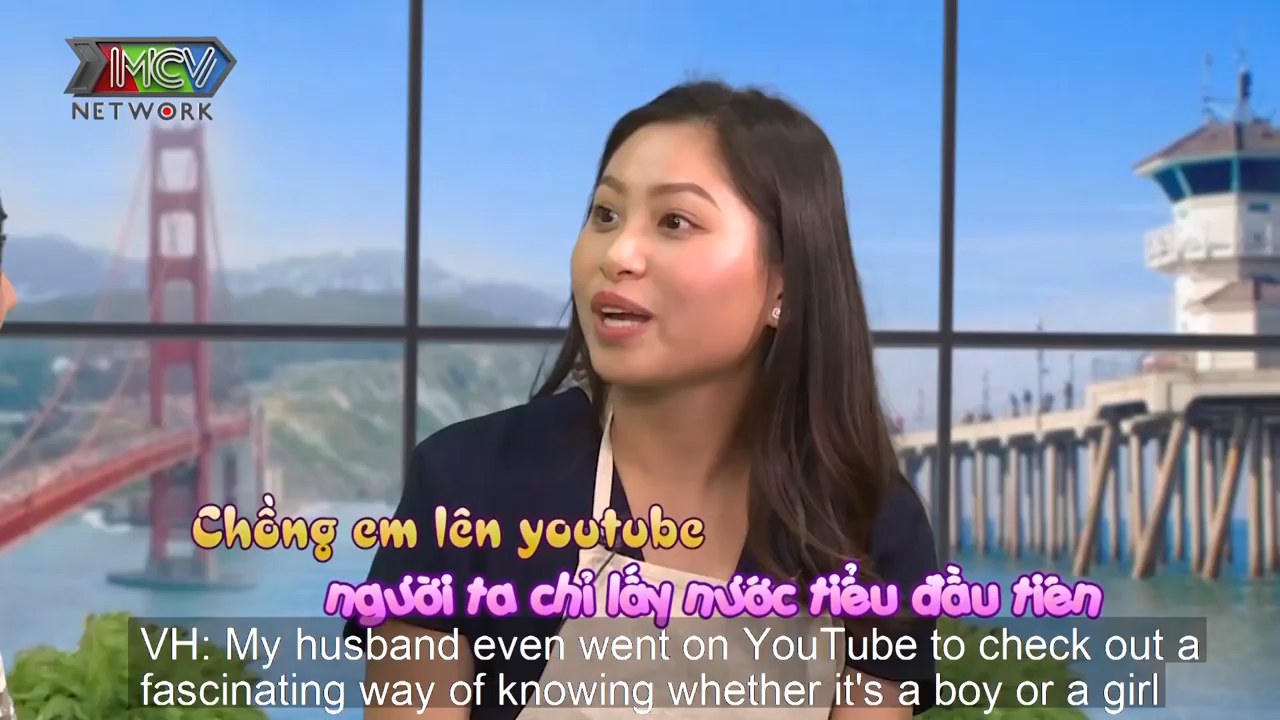 MCV
NETWORK
Chồng em lên youtube
người ta chỉ lấy nước tiểu đầu tiên
VH: My husband even went on YouTube to check out a
fascinating way of knowing whether it's a boy or a girl